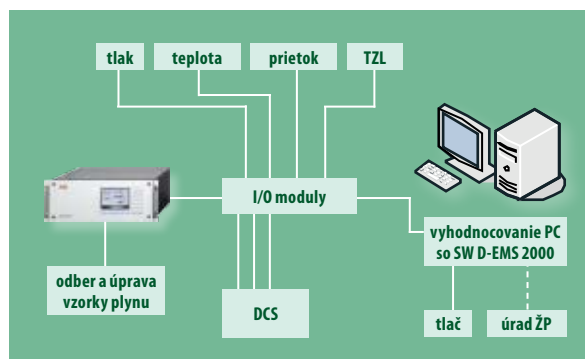 tlak
teplota
prietok
TZL
I/O moduly
vyhodnocovanie PC
so SW D-EMS 2000
odber a úprava
vzorky plynu
DCS
tlač
úrad ŽP